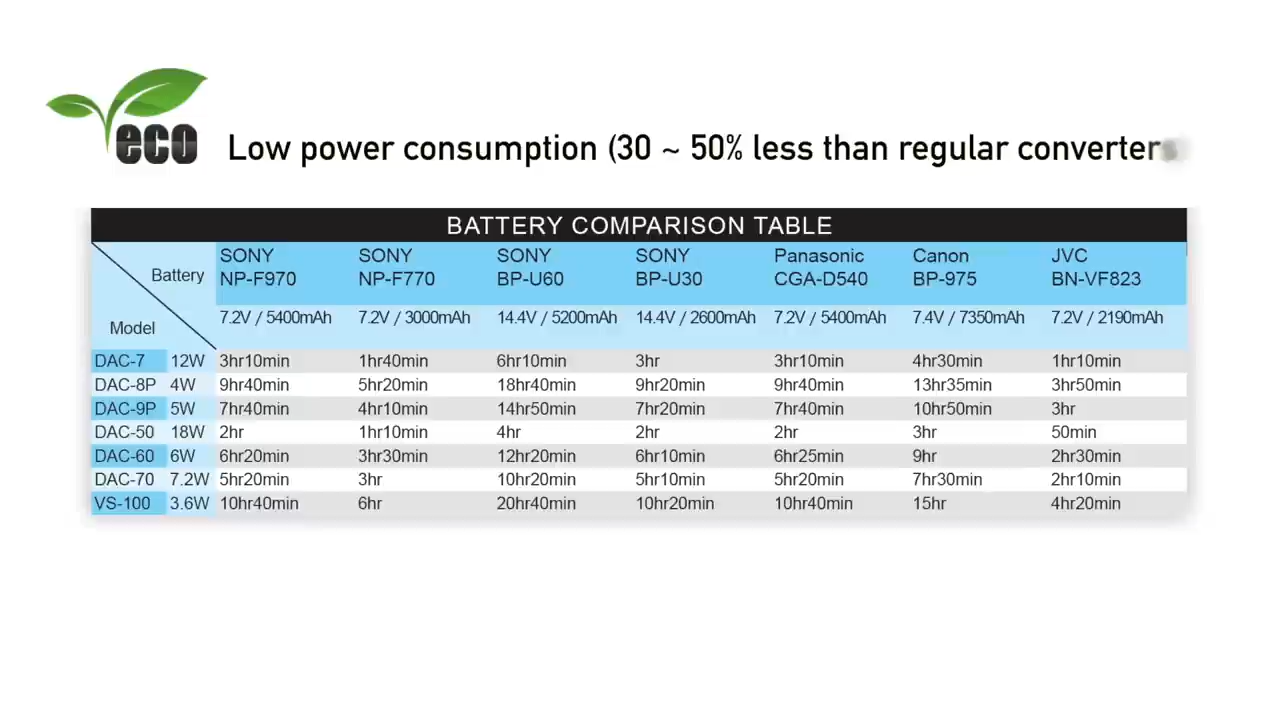 eco
Low power consumption (30 ~ 50% less than regular converters
BATTERY COMPARISON TABLE
Battery SONY NP-F970 SONY NP-F770 SONY BP-U60 SONY BP-U30 Panasonic CGA-D540 Canon BP-975 JVC BN-VF823
Model 7.2V / 5400mAh 7.2V / 3000mAh 14.4V / 5200mAh 14.4V / 2600mAh 7.2V / 5400mAh 7.4V / 7350mAh 7.2V / 2190mAh
DAC-7 12W 3hr10min 1hr40min 6hr10min 3hr 3hr10min 4hr30min 1hr10min
DAC-8P 4W 9hr40min 5hr20min 18hr40min 9hr20min 9hr40min 13hr35min 3hr50min
DAC-9P 5W 7hr40min 4hr10min 14hr50min 7hr20min 7hr40min 10hr50min 3hr
DAC-50 18W 2hr 1hr10min 4hr 2hr 2hr 3hr 50min
DAC-60 6W 6hr20min 3hr30min 12hr20min 6hr10min 6hr25min 9hr 2hr30min
DAC-70 7.2W 5hr20min 3hr 10hr20min 5hr10min 5hr20min 7hr30min 2hr10min
VS-100 3.6W 10hr40min 6hr 20hr40min 10hr20min 10hr40min 15hr 4hr20min